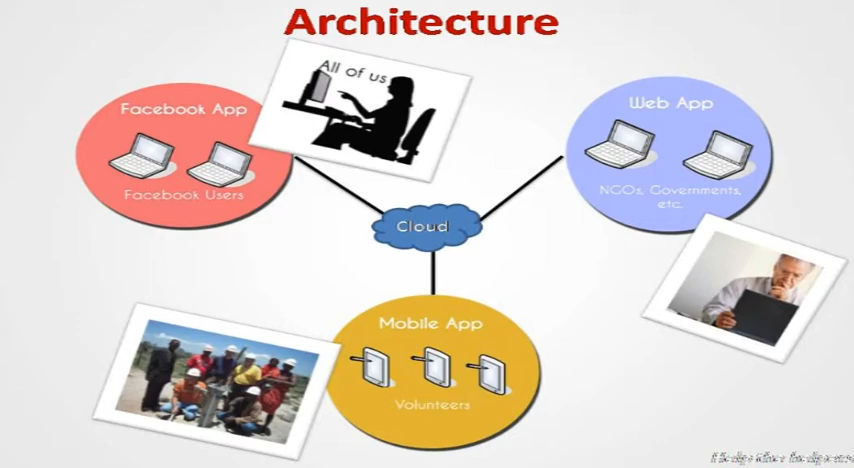 Architecture
All of us
Facebook App
Facebook Users
Web App
NGOs, Governments,
etc.
Cloud
Mobile App
Volunteers